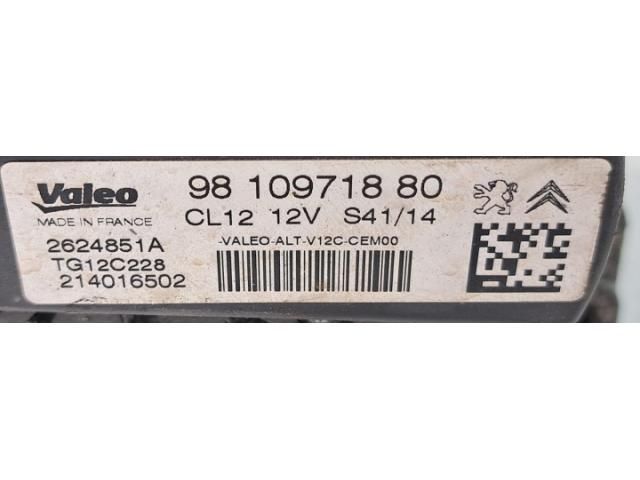 Valeo
MADE IN FRANCE
2624851A
TG12C228
214016502
98 109718 80
CL12 12V S41/14
-VALEO-ALT-V12C-CEM00